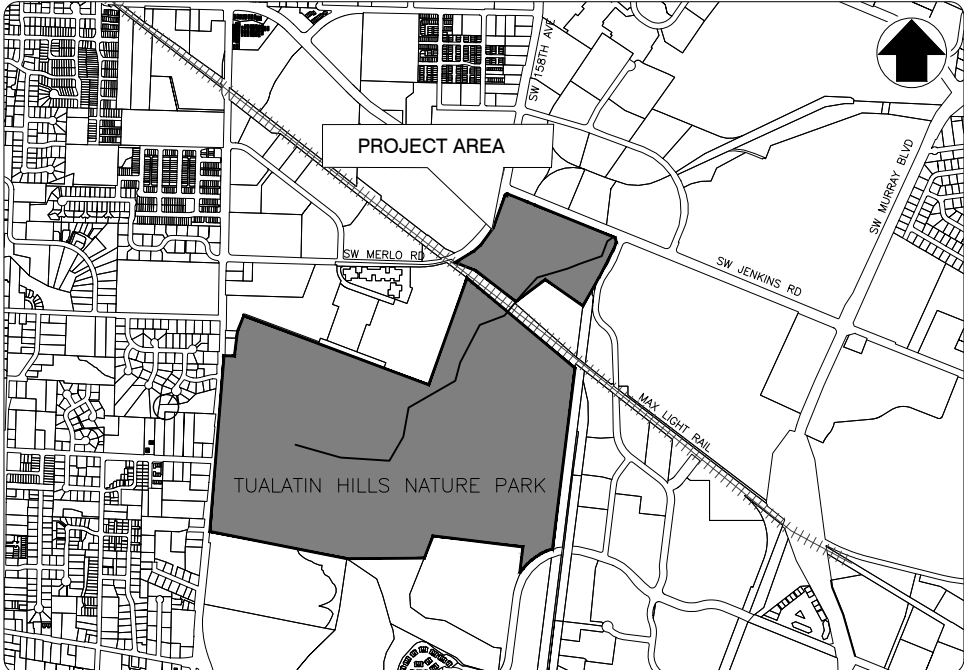 SW 158TH AVE
PROJECT AREA
SW MURRAY BLVD
SW MERLO RD
SW JENKINS RD
MAX LIGHT RAIL
TUALATIN HILLS NATURE PARK